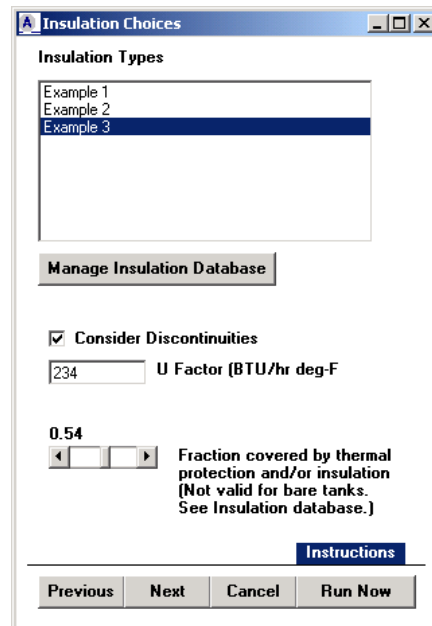 Insulation Choices
Insulation Types
Example 1
Example 2
Example 3
Manage Insulation Database
Consider Discontinuities
234
U Factor (BTU/hr deg-F
0.54
Fraction covered by thermal
protection and/or insulation
(Not valid for bare tanks.
See Insulation database.)
Instructions
Previous Next Cancel Run Now